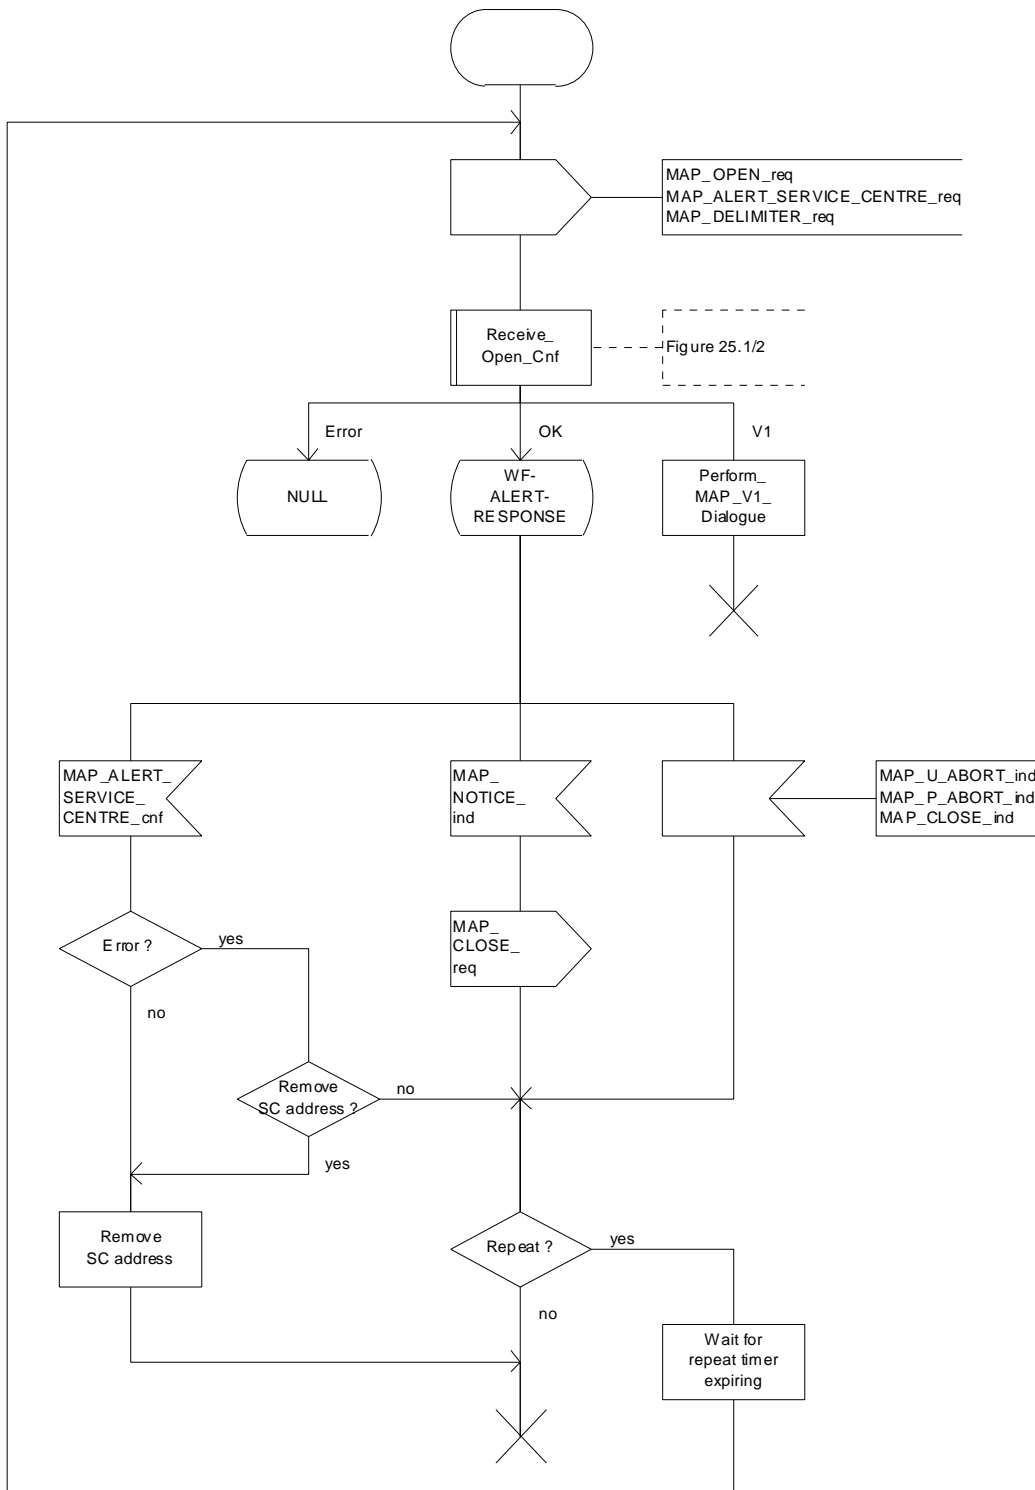 MAP_OPEN_req
MAP_ALERT_SERVICE_CENTRE_req
MAP_DELIMITER_req
Receive_
Open_Cnf
Figure 25.1/2
Error
OK
V1
NULL
WF-
ALERT-
RESPONSE
Perform_
MAP_V1_
Dialogue
MAP_ALERT_
SERVICE_
CENTRE_cnf
MAP_
NOTICE_
ind
MAP_U_ABORT_ind
MAP_P_ABORT_ind
MAP_CLOSE_ind
Error ?
yes
no
MAP_
CLOSE_
req
Remove
SC address ?
no
yes
Remove
SC address
Repeat ?
yes
no
Wait for
repeat timer
expiring